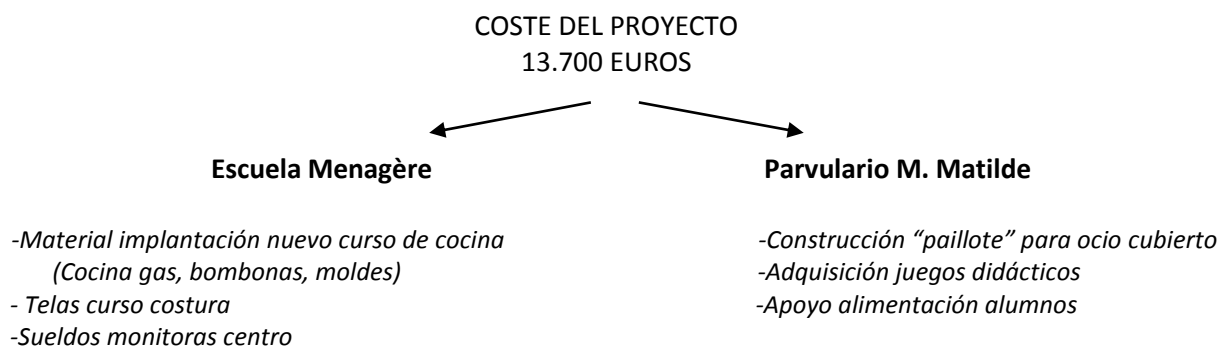 COSTE DEL PROYECTO
13.700 EUROS
Escuela Menagère
-Material implantación nuevo curso de cocina
(Cocina gas, bombonas, moldes)
- Telas curso costura
-Sueldos monitoras centro
Parvulario M. Matilde
-Construcción “paillote” para ocio cubierto
-Adquisición juegos didácticos
-Apoyo alimentación alumnos